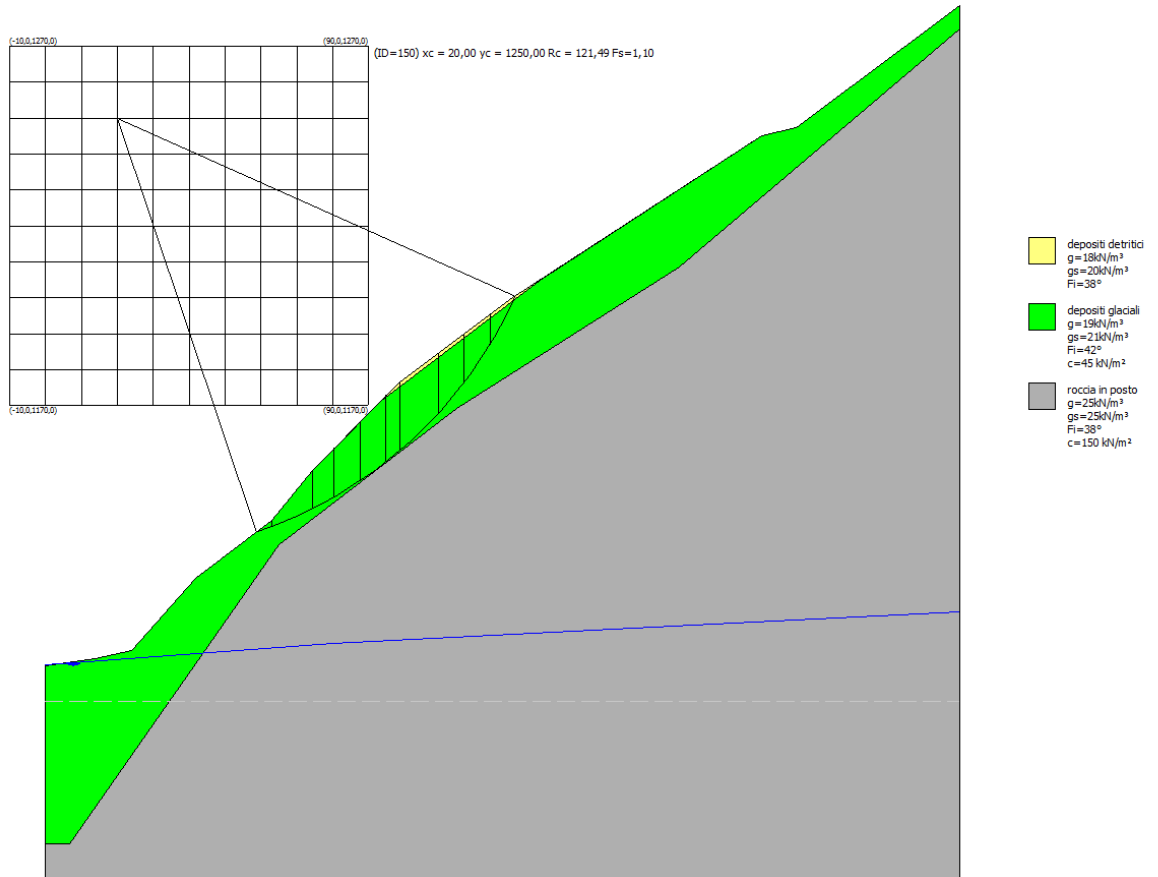 (-10,0,1270,0)
(90,0,1270,0)
(ID=150) xc = 20,00 yc = 1250,00 Rc = 121,49 Fs=1,10
(-10,0,1170,0)
(90,0,1170,0)
depositi detritici
g=18kN/m³
gs=20kN/m³
Fi=38°
depositi glaciali
g=19kN/m³
gs=21kN/m³
Fi=42°
c=45 kN/m²
roccia in posto
g=25kN/m³
gs=25kN/m³
Fi=38°
c=150 kN/m²